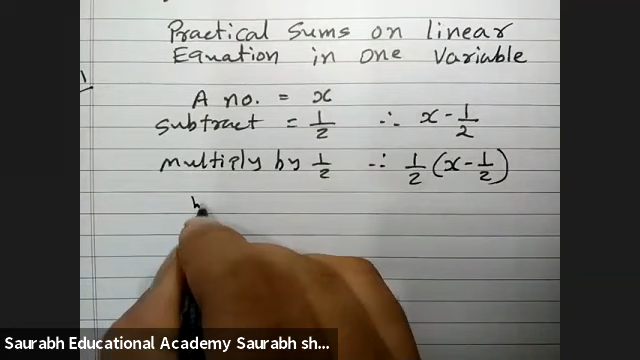 Practical Sums on linear
Equation in one Variable
1
A no. = x
subtract = 1/2 ∴ x - 1/2
multiply by 1/2 ∴ 1/2 (x - 1/2)
Saurabh Educational Academy Saurabh sh...